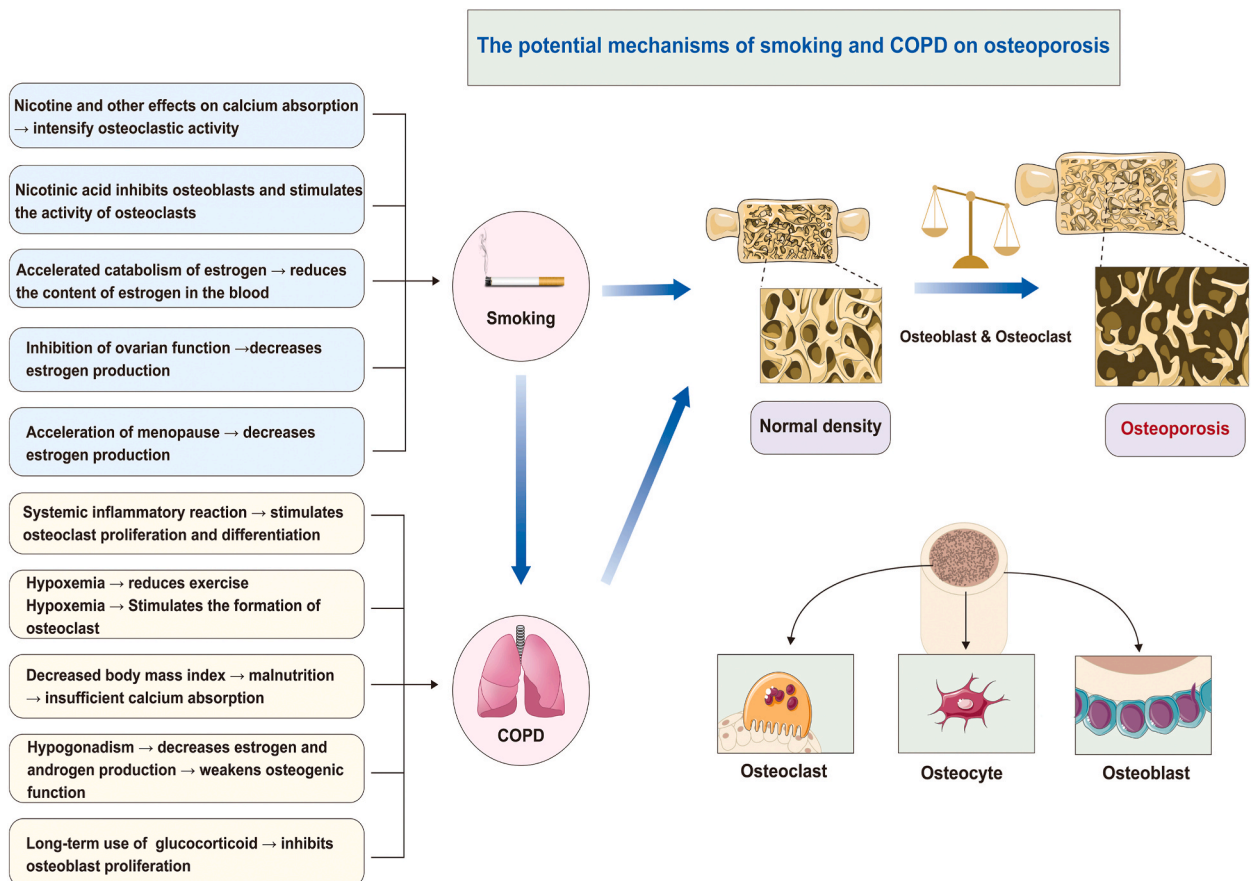 The potential mechanisms of smoking and COPD on osteoporosis
Nicotine and other effects on calcium absorption
→ intensify osteoclastic activity
Nicotinic acid inhibits osteoblasts and stimulates
the activity of osteoclasts
Accelerated catabolism of estrogen → reduces
the content of estrogen in the blood
Inhibition of ovarian function →decreases
estrogen production
Acceleration of menopause → decreases
estrogen production
Systemic inflammatory reaction → stimulates
osteoclast proliferation and differentiation
Hypoxemia → reduces exercise
Hypoxemia → Stimulates the formation of
osteoclast
Decreased body mass index → malnutrition
→ insufficient calcium absorption
Hypogonadism → decreases estrogen and
androgen production → weakens osteogenic
function
Long-term use of glucocorticoid → inhibits
osteoblast proliferation
Smoking
COPD
Normal density
Osteoblast & Osteoclast
Osteoporosis
Osteoclast
Osteocyte
Osteoblast